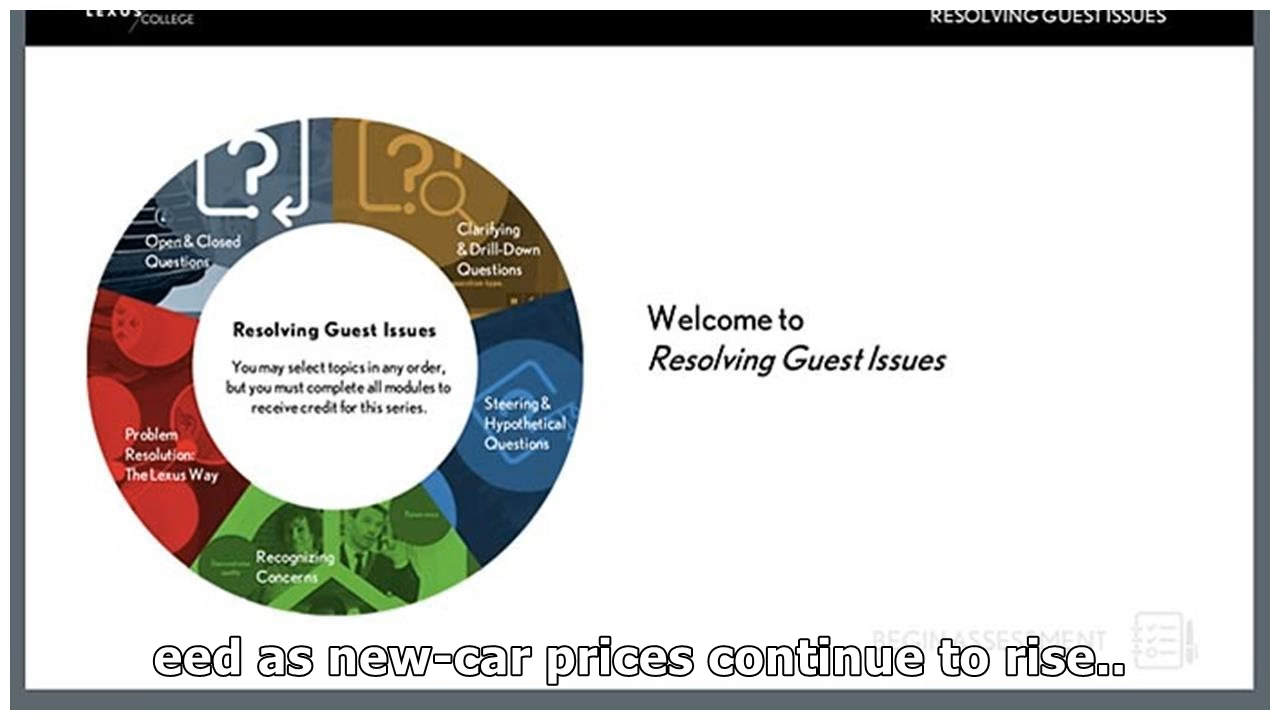 LEXUS
COLLEGE
RESOLVING GUEST ISSUES
Open & Closed
Questions
Clarifying
& Drill-Down
Questions
Resolving Guest Issues
You may select topics in any order,
but you must complete all modules to
receive credit for this series.
Welcome to
Resolving Guest Issues
Steering &
Hypothetical
Questions
Problem
Resolution:
The Lexus Way
Recognizing
Concerns
BEGIN ASSESSMENT
eed as new-car prices continue to rise..